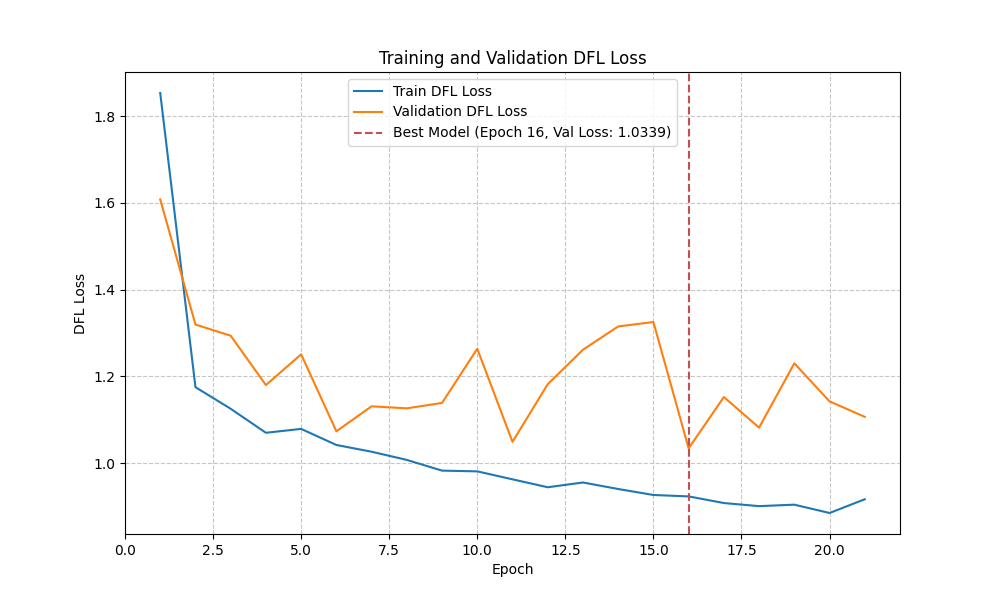 Training and Validation DFL Loss
Train DFL Loss
Validation DFL Loss
Best Model (Epoch 16, Val Loss: 1.0339)
DFL Loss
1.8
1.6
1.4
1.2
1.0
0.0 2.5 5.0 7.5 10.0 12.5 15.0 17.5 20.0
Epoch